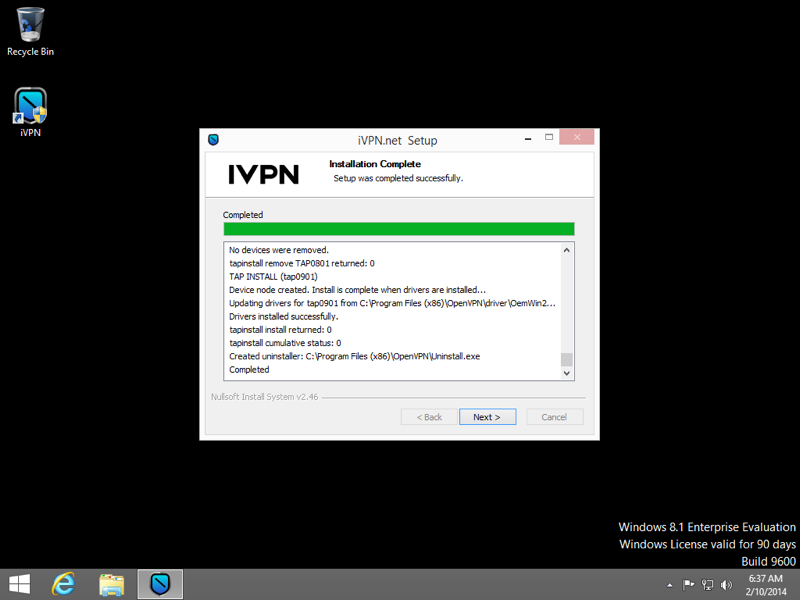 Recycle Bin
iVPN
iVPN.net Setup
IVPN
Installation Complete
Setup was completed successfully.
Completed
No devices were removed.
tapinstall remove TAP0801 returned: 0
TAP INSTALL (tap0901)
Device node created. Install is complete when drivers are installed...
Updating drivers for tap0901 from C:\Program Files (x86)\OpenVPN\driver\OemWin2...
Drivers installed successfully.
tapinstall install returned: 0
tapinstall cumulative status: 0
Created uninstaller: C:\Program Files (x86)\OpenVPN\Uninstall.exe
Completed
Nullsoft Install System v2.46
< Back
Next >
Cancel
Windows 8.1 Enterprise Evaluation
Windows License valid for 90 days
Build 9600
6:37 AM
2/10/2014